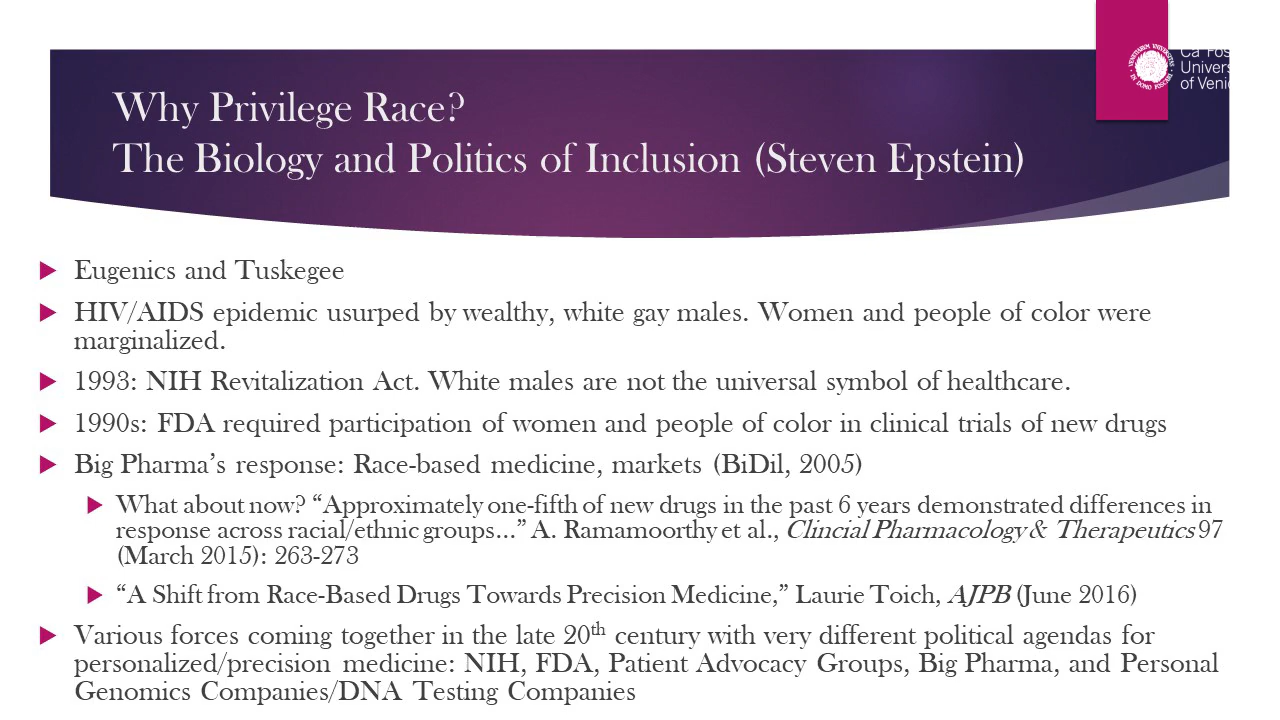 Ca' Fos
Univers
of Veni
Why Privilege Race?
The Biology and Politics of Inclusion (Steven Epstein)
Eugenics and Tuskegee
HIV/AIDS epidemic usurped by wealthy, white gay males. Women and people of color were
marginalized.
1993: NIH Revitalization Act. White males are not the universal symbol of healthcare.
1990s: FDA required participation of women and people of color in clinical trials of new drugs
Big Pharma’s response: Race-based medicine, markets (BiDil, 2005)
What about now? “Approximately one-fifth of new drugs in the past 6 years demonstrated differences in
response across racial/ethnic groups…” A. Ramamoorthy et al., Clincial Pharmacology & Therapeutics 97
(March 2015): 263-273
“A Shift from Race-Based Drugs Towards Precision Medicine,” Laurie Toich, AJPB (June 2016)
Various forces coming together in the late 20th century with very different political agendas for
personalized/precision medicine: NIH, FDA, Patient Advocacy Groups, Big Pharma, and Personal
Genomics Companies/DNA Testing Companies